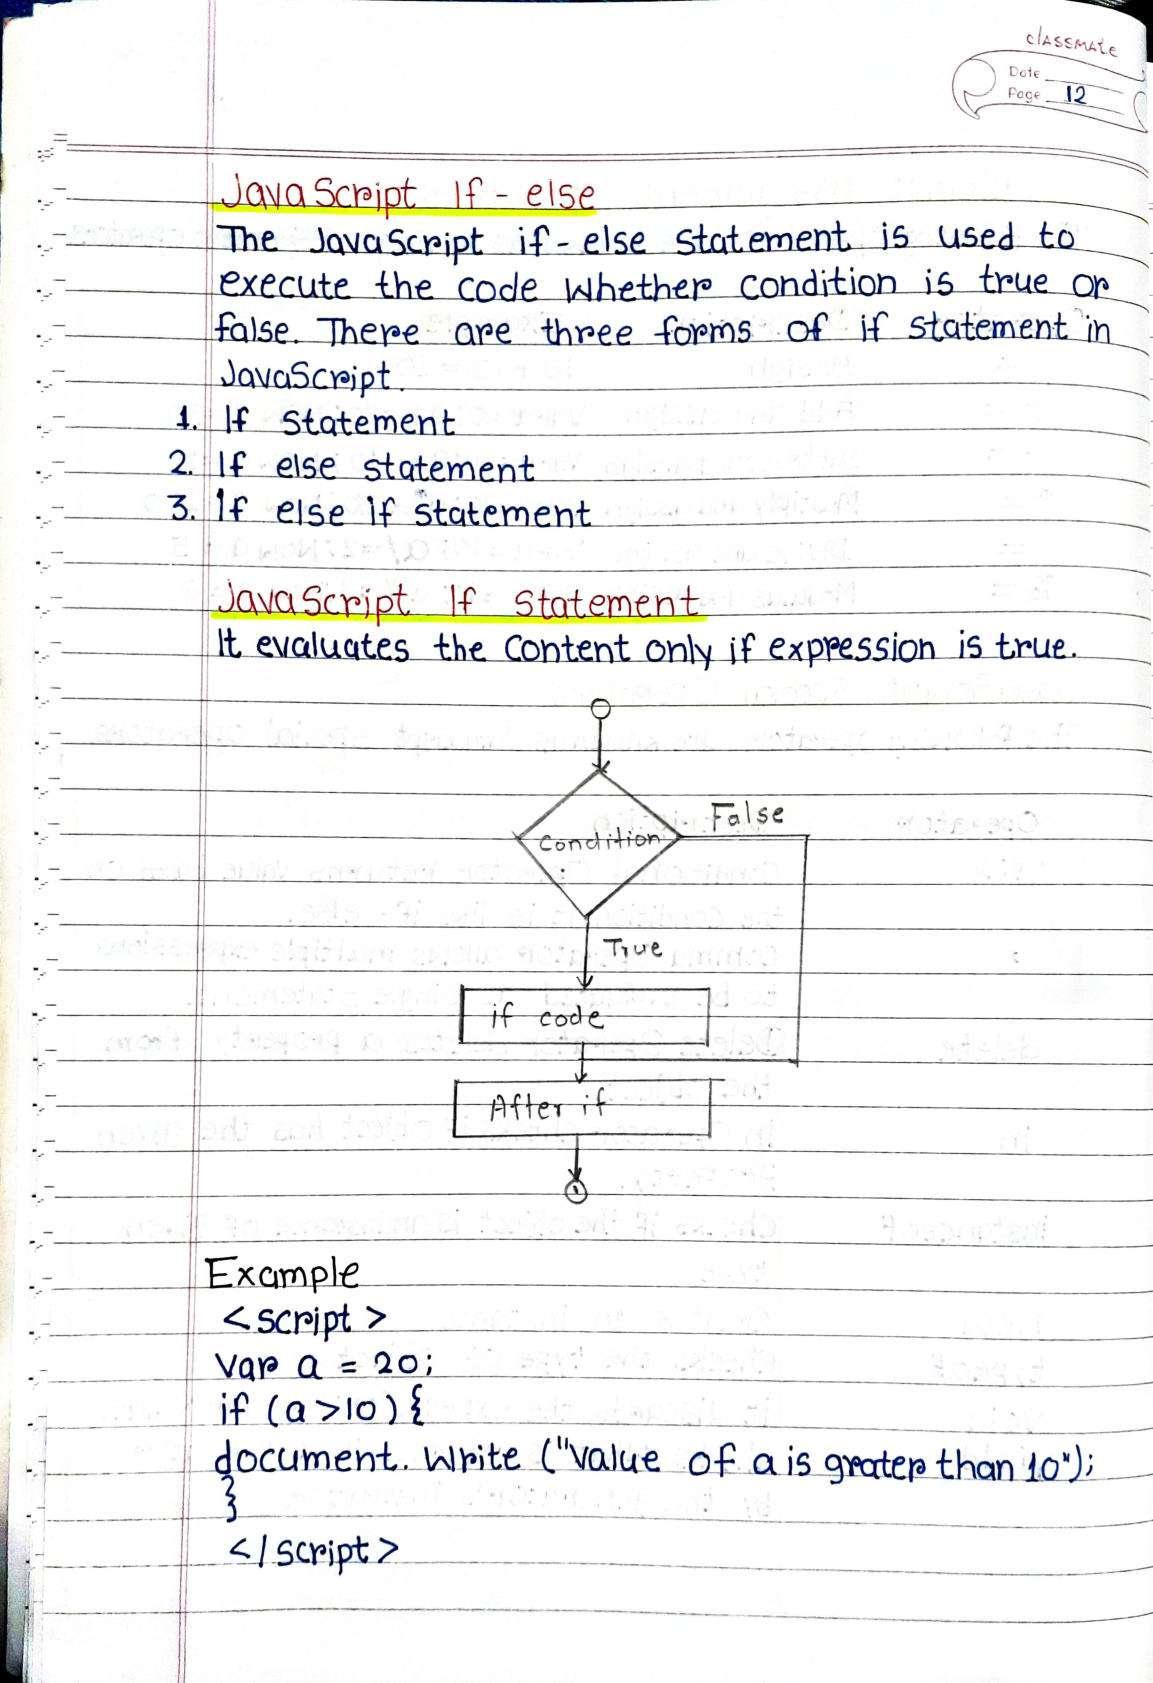 classmate
Date
Page 12
JavaScript If - else
The JavaScript if - else statement is used to
execute the code whether condition is true or
false. There are three forms of if statement in
JavaScript.
1. If Statement
2. If else statement
3. If else if statement
JavaScript If Statement
It evaluates the content only if expression is true.
False
condition
True
if code
After if
Example
<script>
var a = 20;
if (a>10) {
document. write ("value of a is grater than 10");
}
</script>